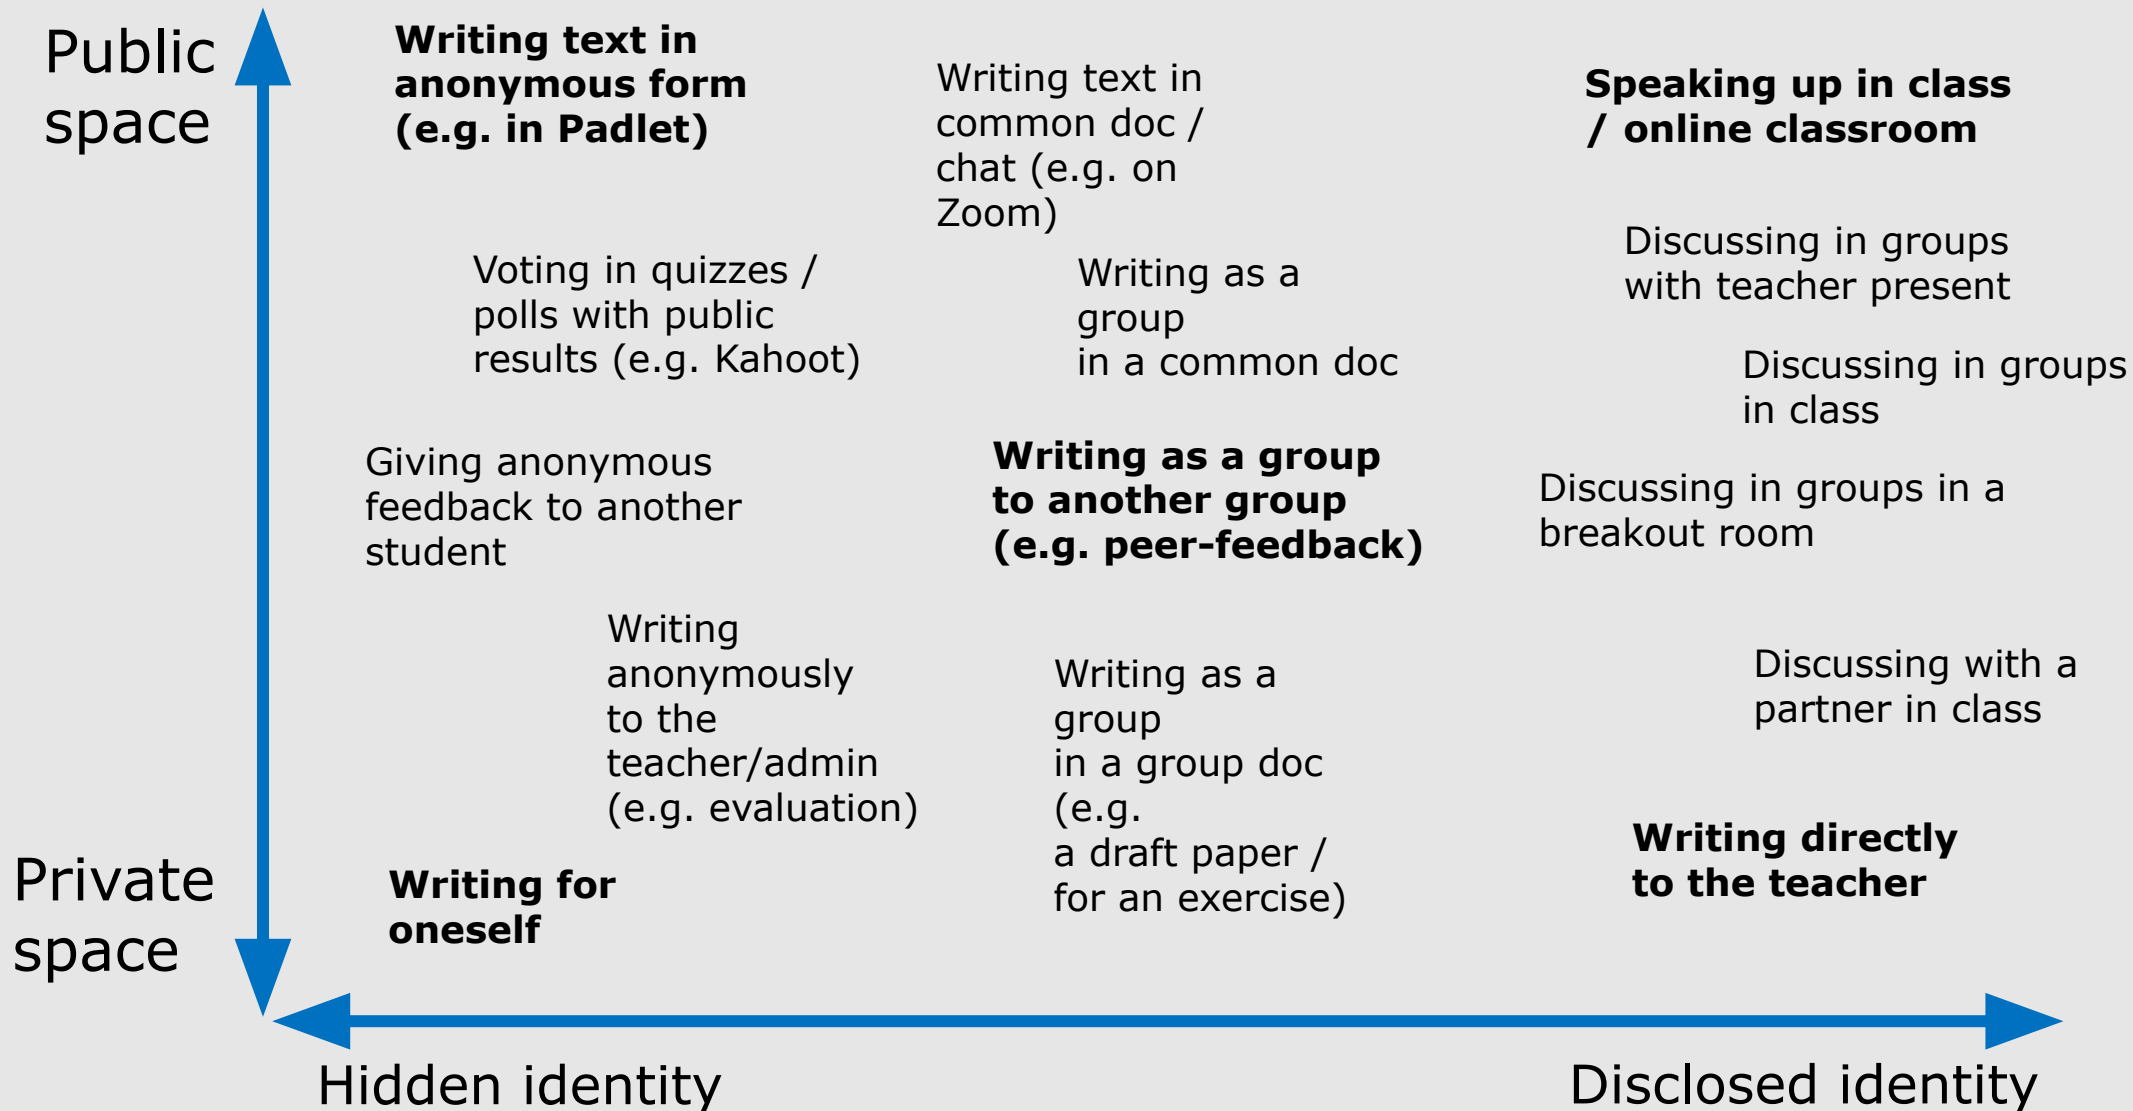 Public
space
Writing text in
anonymous form
(e.g. in Padlet)
Writing text in
common doc /
chat (e.g. on
Zoom)
Speaking up in class
/ online classroom
Voting in quizzes /
polls with public
results (e.g. Kahoot)
Writing as a
group
in a common doc
Discussing in groups
with teacher present
Discussing in groups
in class
Giving anonymous
feedback to another
student
Writing as a group
to another group
(e.g. peer-feedback)
Discussing in groups in a
breakout room
Writing
anonymously
to the
teacher/admin
(e.g. evaluation)
Writing as a
group
in a group doc
(e.g.
a draft paper /
for an exercise)
Discussing with a
partner in class
Private
space
Writing for
oneself
Writing directly
to the teacher
Hidden identity
Disclosed identity